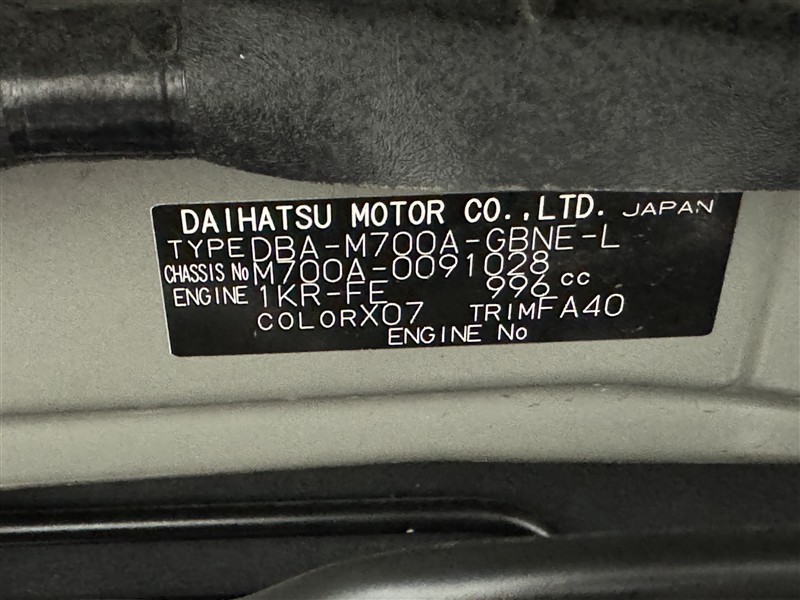 DAIHATSU MOTOR CO.,LTD. JAPAN
TYPE DBA-M700A-GBNE-L
CHASSIS No M700A-0091028
ENGINE 1KR-FE 996 cc
COLOR X07 TRIM FA40
ENGINE No